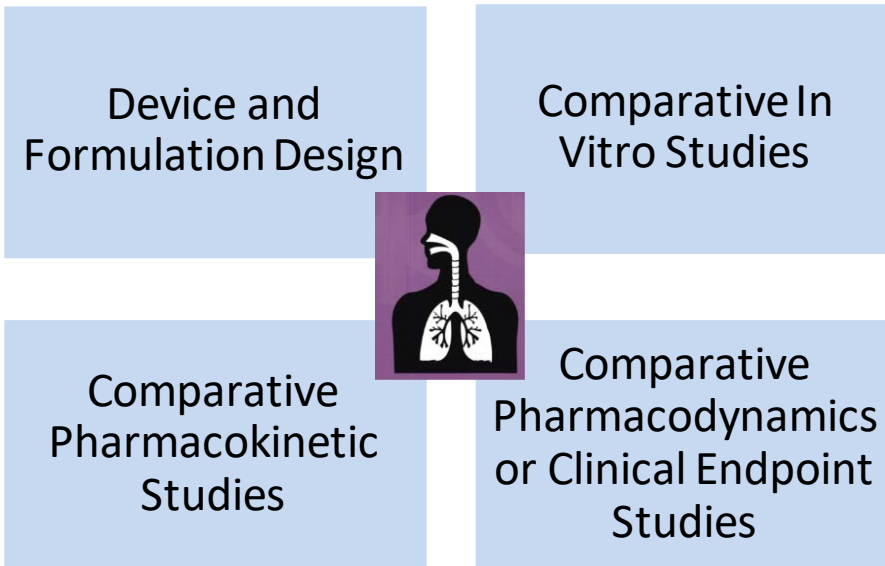 Device and
Formulation Design
Comparative In
Vitro Studies
Comparative
Pharmacokinetic
Studies
Comparative
Pharmacodynamics
or Clinical Endpoint
Studies